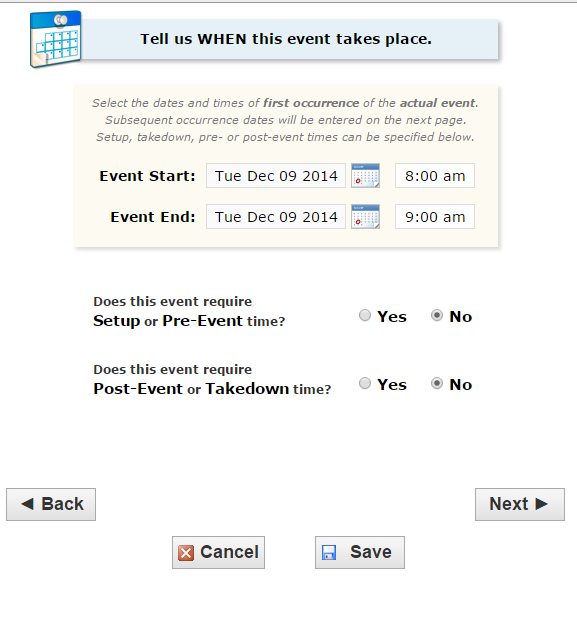 Tell us WHEN this event takes place.
Select the dates and times of first occurrence of the actual event.
Subsequent occurrence dates will be entered on the next page.
Setup, takedown, pre- or post-event times can be specified below.
Event Start: Tue Dec 09 2014 8:00 am
Event End: Tue Dec 09 2014 9:00 am
Does this event require
Setup or Pre-Event time? Yes No
Does this event require
Post-Event or Takedown time? Yes No
◄ Back Next ►
Cancel Save